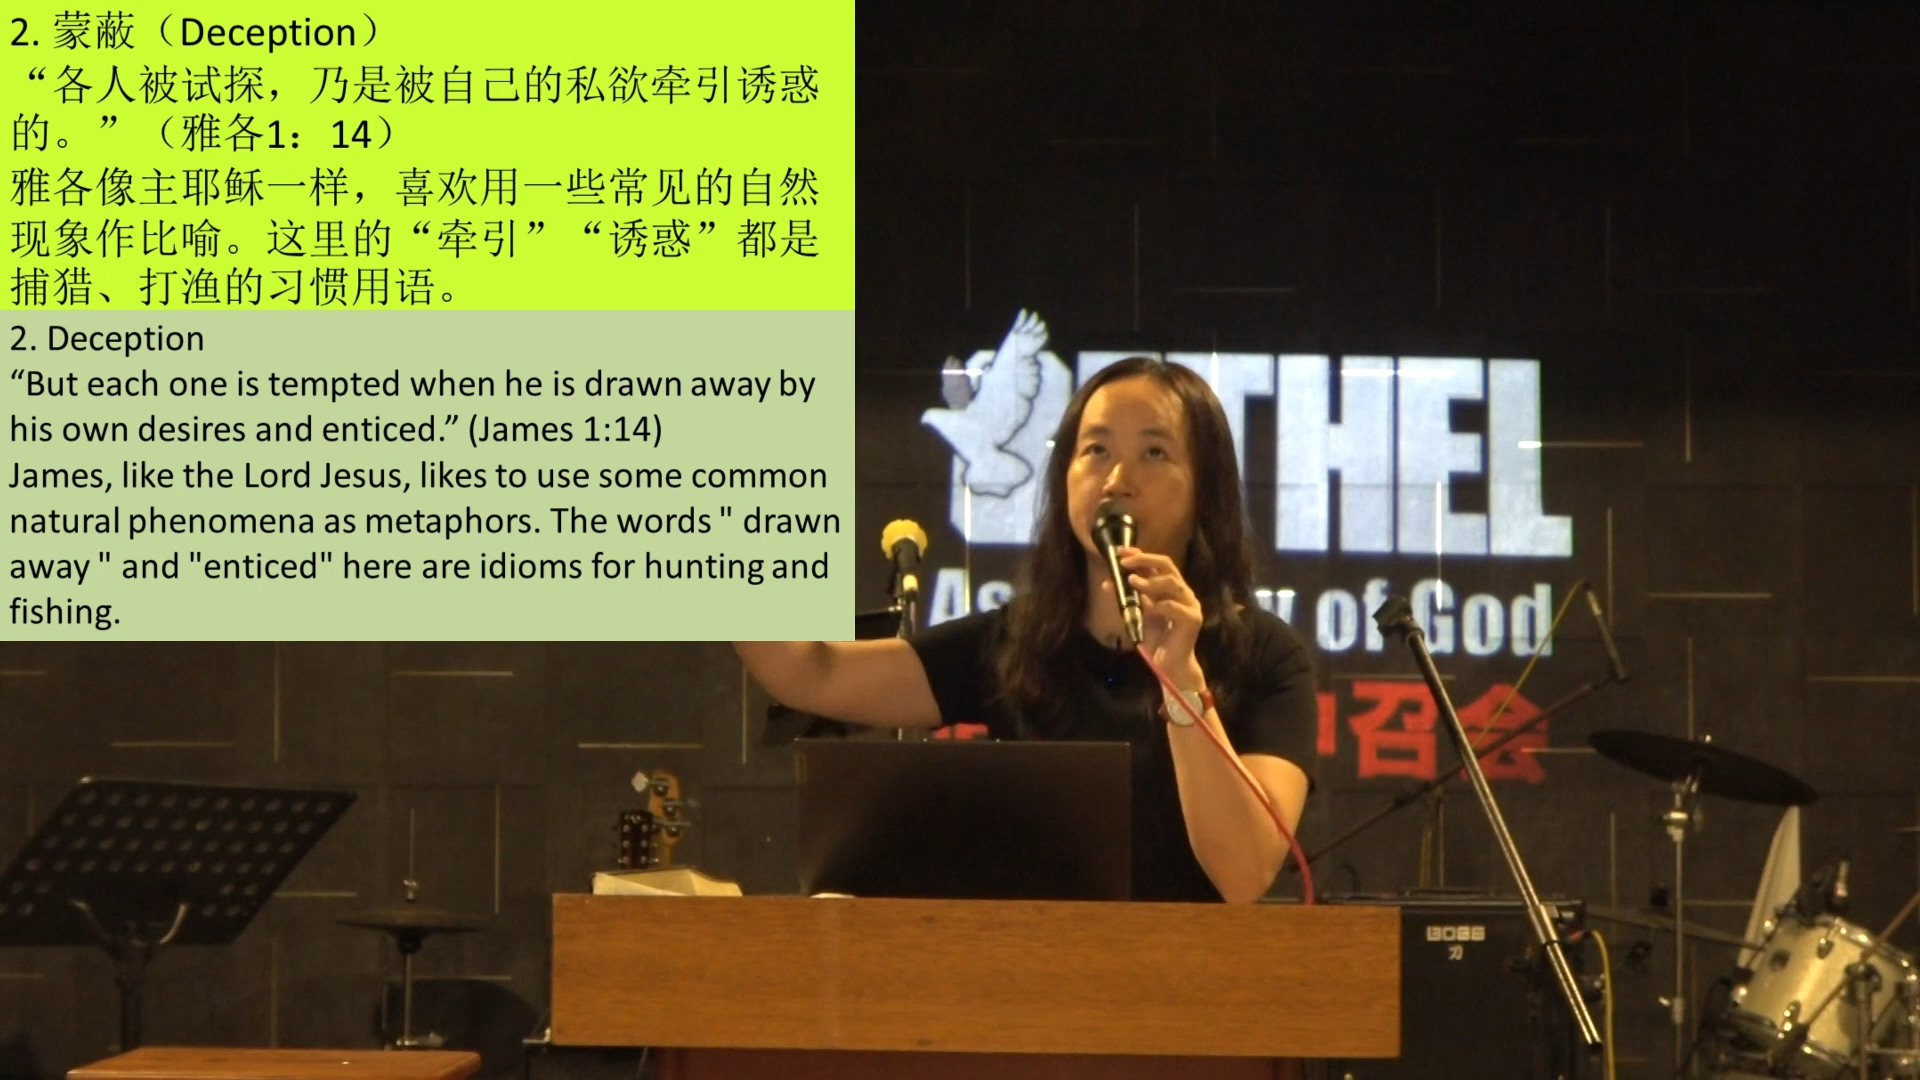 2. 蒙蔽（Deception）
“各人被试探，乃是被自己的私欲牵引诱惑
的。”（雅各1：14）
雅各像主耶稣一样，喜欢用一些常见的自然
现象作比喻。这里的“牵引”“诱惑”都是
捕猎、打渔的习惯用语。
2. Deception
“But each one is tempted when he is drawn away by
his own desires and enticed.” (James 1:14)
James, like the Lord Jesus, likes to use some common
natural phenomena as metaphors. The words " drawn
away " and "enticed" here are idioms for hunting and
fishing.
THEL
of God
召会
BOSS